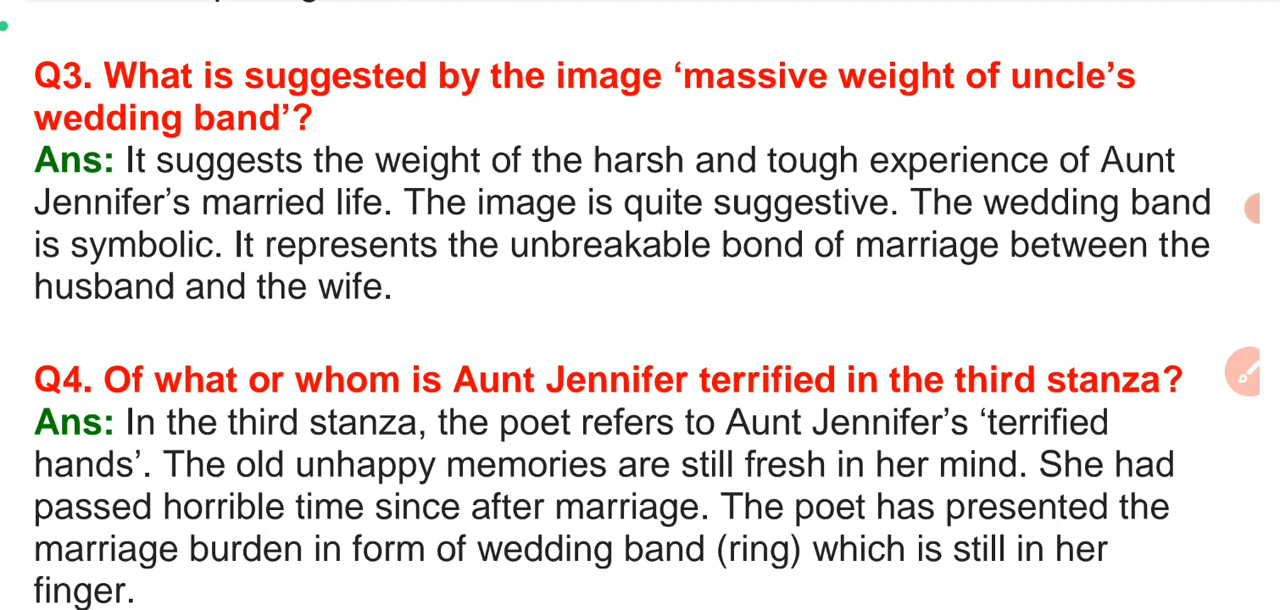 Q3. What is suggested by the image ‘massive weight of uncle’s
wedding band’?
Ans: It suggests the weight of the harsh and tough experience of Aunt
Jennifer’s married life. The image is quite suggestive. The wedding band
is symbolic. It represents the unbreakable bond of marriage between the
husband and the wife.
Q4. Of what or whom is Aunt Jennifer terrified in the third stanza?
Ans: In the third stanza, the poet refers to Aunt Jennifer’s ‘terrified
hands’. The old unhappy memories are still fresh in her mind. She had
passed horrible time since after marriage. The poet has presented the
marriage burden in form of wedding band (ring) which is still in her
finger.